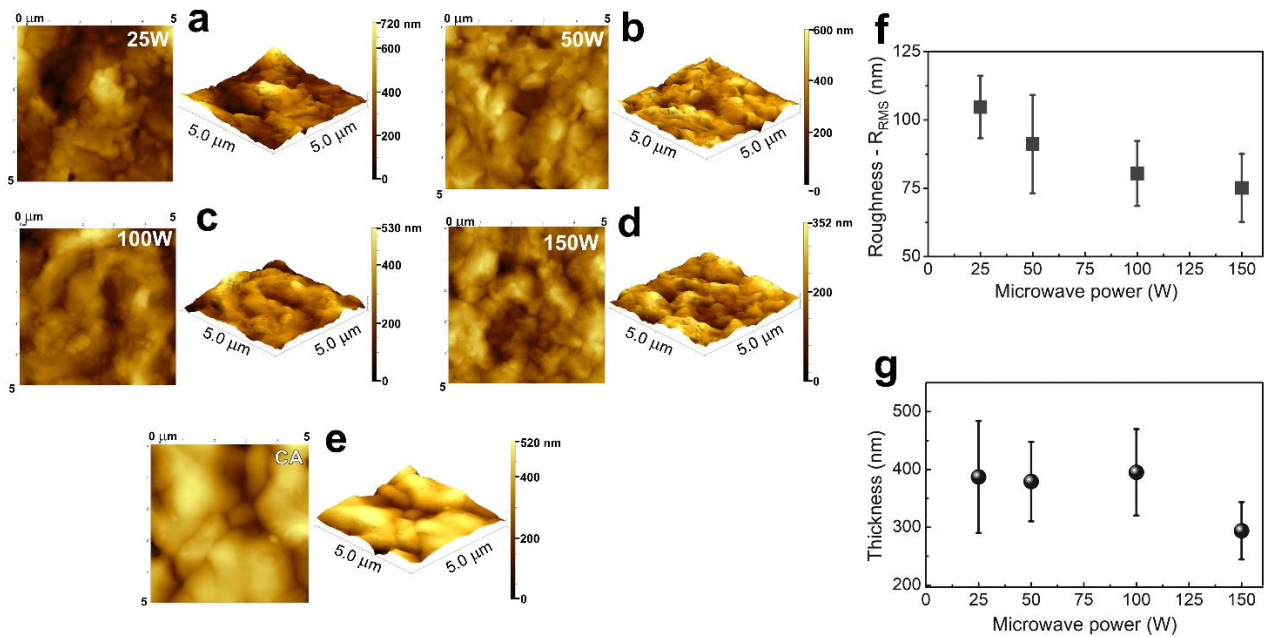 a
0 μm 5
25W
5
5.0 μm 5.0 μm
720 nm
600
400
200
0
b
0 μm 5
50W
5
5.0 μm 5.0 μm
600 nm
400
200
0
c
0 μm 5
100W
5
5.0 μm 5.0 μm
530 nm
400
200
0
d
0 μm 5
150W
5
5.0 μm 5.0 μm
352 nm
200
0
e
0 μm 5
CA
5
5.0 μm 5.0 μm
520 nm
400
200
0
f
Roughness - RRMS (nm)
125
100
75
50
0 25 50 75 100 125 150
Microwave power (W)
g
Thickness (nm)
500
400
300
200
0 25 50 75 100 125 150
Microwave power (W)